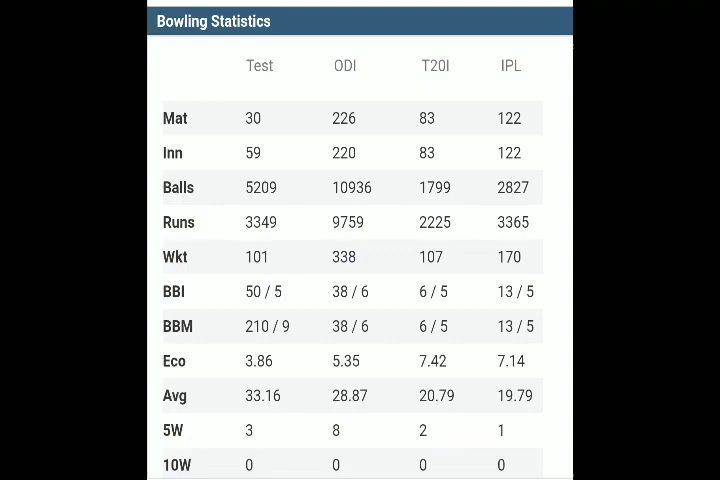 Bowling Statistics
Test ODI T20I IPL
Mat 30 226 83 122
Inn 59 220 83 122
Balls 5209 10936 1799 2827
Runs 3349 9759 2225 3365
Wkt 101 338 107 170
BBI 50 / 5 38 / 6 6 / 5 13 / 5
BBM 210 / 9 38 / 6 6 / 5 13 / 5
Eco 3.86 5.35 7.42 7.14
Avg 33.16 28.87 20.79 19.79
5W 3 8 2 1
10W 0 0 0 0